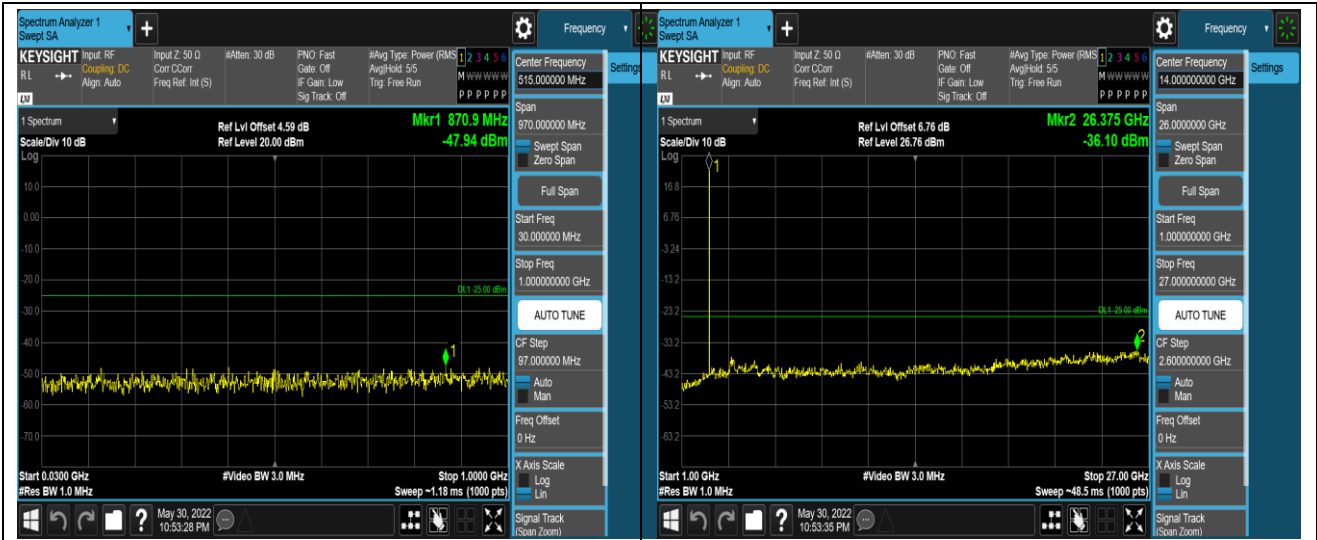 Spectrum Analyzer 1
Swept SA
+
Frequency
KEYSIGHT
RL
LXI
Input: RF
Coupling: DC
Align: Auto
Input Z: 50 Ω
Corr CCorr
Freq Ref: Int (S)
#Atten: 30 dB
PNO: Fast
Gate: Off
IF Gain: Low
Sig Track: Off
#Avg Type: Power (RMS
Avg|Hold: 5/5
Trig: Free Run
1 2 3 4 5 6
M W W W W W
P P P P P P
Center Frequency
515.000000 MHz
Settings
Span
970.000000 MHz
Swept Span
Zero Span
Full Span
Start Freq
30.000000 MHz
Stop Freq
1.000000000 GHz
AUTO TUNE
CF Step
97.000000 MHz
Auto
Man
Freq Offset
0 Hz
X Axis Scale
Log
Lin
Signal Track
(Span Zoom)
1 Spectrum
Scale/Div 10 dB
Log
Ref Lvl Offset 4.59 dB
Ref Level 20.00 dBm
Mkr1 870.9 MHz
-47.94 dBm
10.0
0.00
-10.0
-20.0
DL1 -25.00 dBm
-30.0
-40.0
1
-50.0
-60.0
-70.0
Start 0.0300 GHz
#Res BW 1.0 MHz
#Video BW 3.0 MHz
Stop 1.0000 GHz
Sweep ~1.18 ms (1000 pts)
?
May 30, 2022
10:53:28 PM
Spectrum Analyzer 1
Swept SA
+
Frequency
KEYSIGHT
RL
LXI
Input: RF
Coupling: DC
Align: Auto
Input Z: 50 Ω
Corr CCorr
Freq Ref: Int (S)
#Atten: 30 dB
PNO: Fast
Gate: Off
IF Gain: Low
Sig Track: Off
#Avg Type: Power (RMS
Avg|Hold: 5/5
Trig: Free Run
1 2 3 4 5 6
M W W W W W
P P P P P P
Center Frequency
14.000000000 GHz
Settings
Span
26.0000000 GHz
Swept Span
Zero Span
Full Span
Start Freq
1.000000000 GHz
Stop Freq
27.000000000 GHz
AUTO TUNE
CF Step
2.600000000 GHz
Auto
Man
Freq Offset
0 Hz
X Axis Scale
Log
Lin
Signal Track
(Span Zoom)
1 Spectrum
Scale/Div 10 dB
Log
Ref Lvl Offset 6.76 dB
Ref Level 26.76 dBm
Mkr2 26.375 GHz
-36.10 dBm
1
16.8
6.76
-3.24
-13.2
-23.2
DL1 -25.00 dBm
-33.2
2
-43.2
-53.2
-63.2
Start 1.00 GHz
#Res BW 1.0 MHz
#Video BW 3.0 MHz
Stop 27.00 GHz
Sweep ~48.5 ms (1000 pts)
?
May 30, 2022
10:53:35 PM